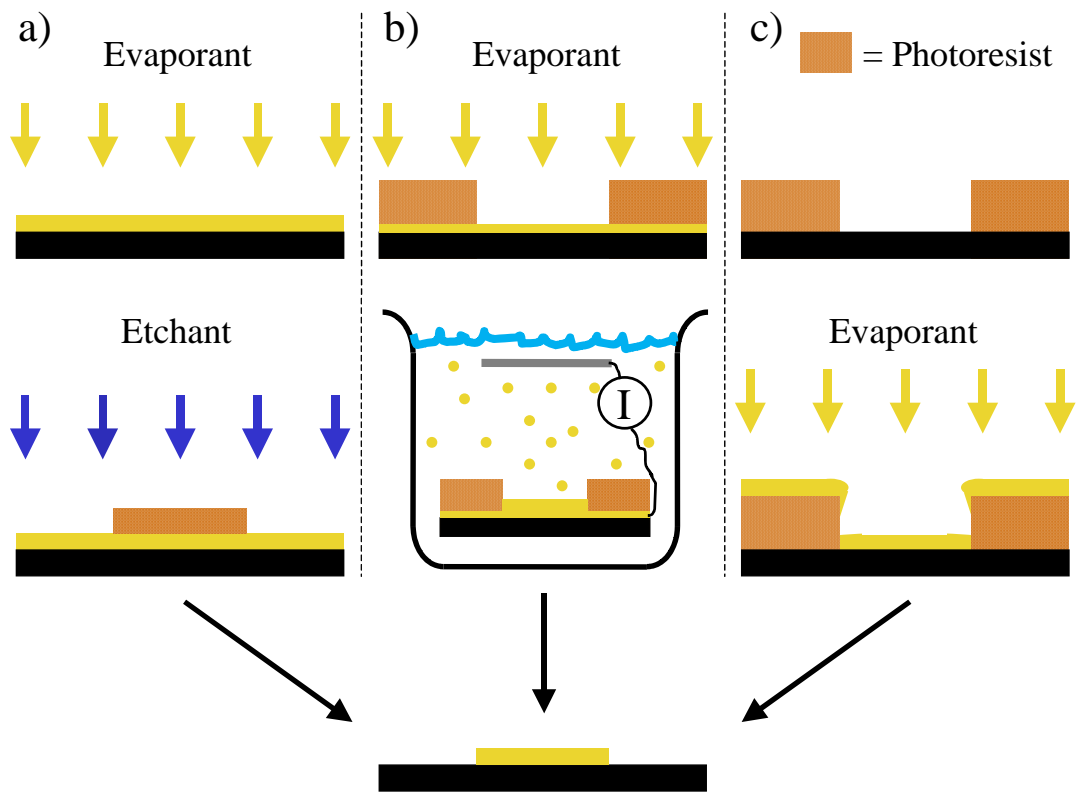 a)
Evaporant
Etchant
b)
Evaporant
I
c)
= Photoresist
Evaporant